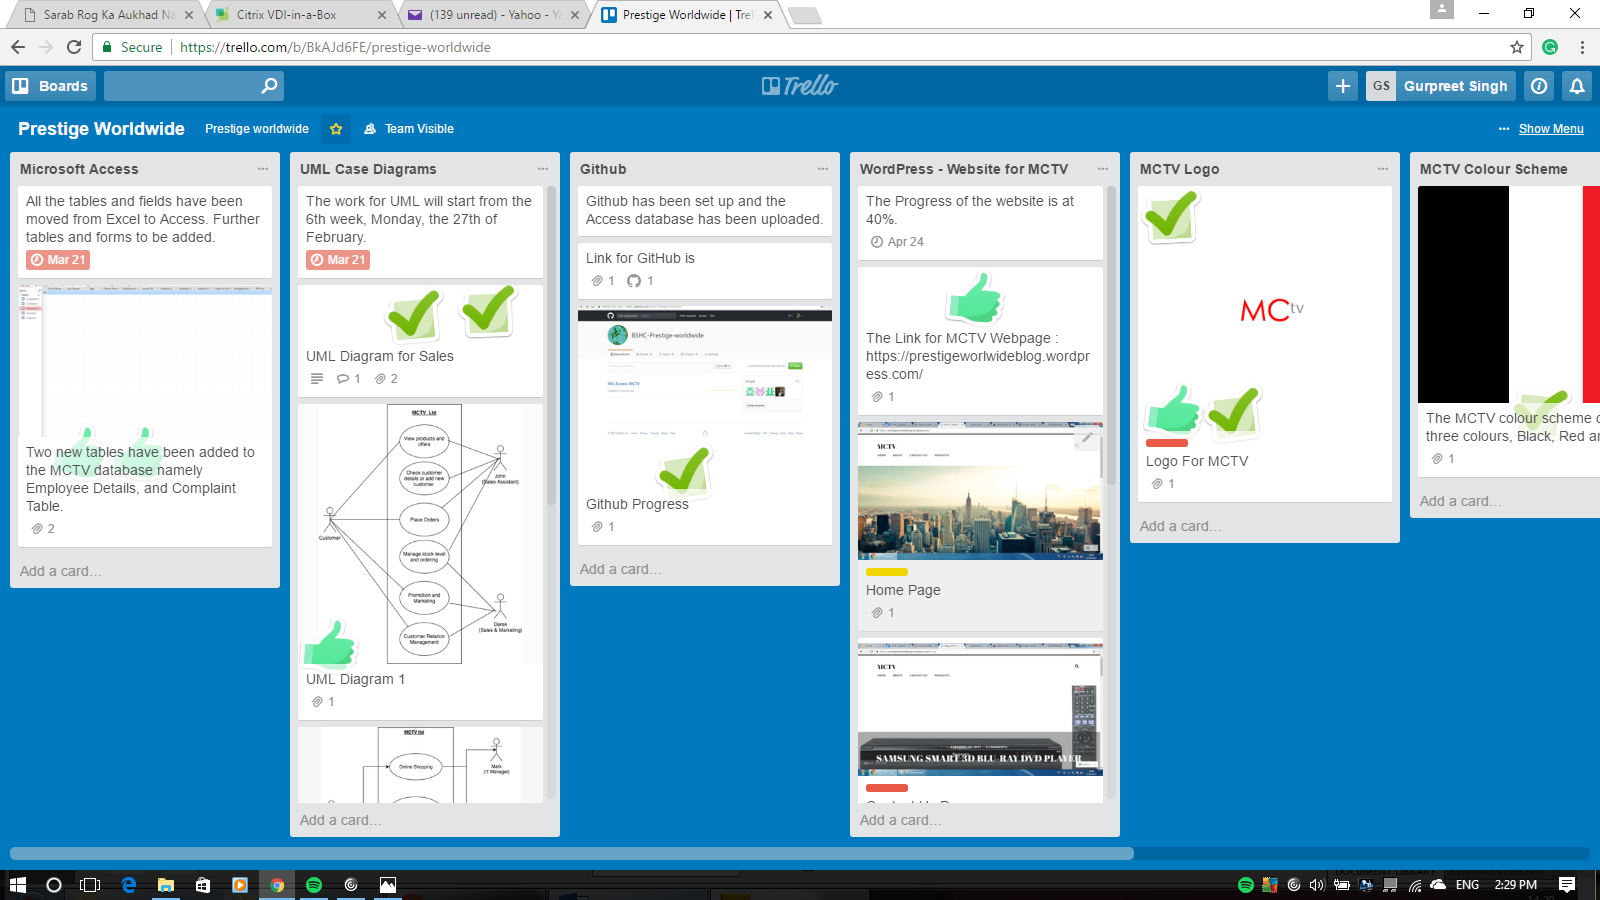 Sarab Rog Ka Aukhad Na
Citrix VDI-in-a-Box
(139 unread) - Yahoo - Ya
Prestige Worldwide | Trel
Secure
https://trello.com/b/BkAJd6FE/prestige-worldwide
Boards
Trello
GS
Gurpreet Singh
Prestige Worldwide
Prestige worldwide
Team Visible
Show Menu
Microsoft Access
All the tables and fields have been
moved from Excel to Access. Further
tables and forms to be added.
Mar 21
Two new tables have been added to
the MCTV database namely
Employee Details, and Complaint
Table.
2
Add a card…
UML Case Diagrams
The work for UML will start from the
6th week, Monday, the 27th of
February.
Mar 21
UML Diagram for Sales
1
2
MCTV Ltd
View products and
offers
Check customer
details or add new
customer
Place Orders
Manage stock level
and ordering
Promotion and
Marketing
Customer Relation
Management
Customer
John
(Sales Assistant)
Derek
(Sales & Marketing)
UML Diagram 1
1
MCTV ltd
Online Shopping
Mark
(IT Manager)
Add a card…
Github
Github has been set up and the
Access database has been uploaded.
Link for GitHub is
1
1
BSHC-Prestige-worldwide
Github Progress
1
Add a card…
WordPress - Website for MCTV
The Progress of the website is at
40%.
Apr 24
The Link for MCTV Webpage :
https://prestigeworlwideblog.wordpr
ess.com/
1
MCTV
Home Page
1
MCTV
SAMSUNG SMART 3D BLU-RAY DVD PLAYER
Add a card…
MCTV Logo
MCtv
Logo For MCTV
1
Add a card…
MCTV Colour Scheme
The MCTV colour scheme c
three colours, Black, Red ar
1
Add a card…
ENG
2:29 PM